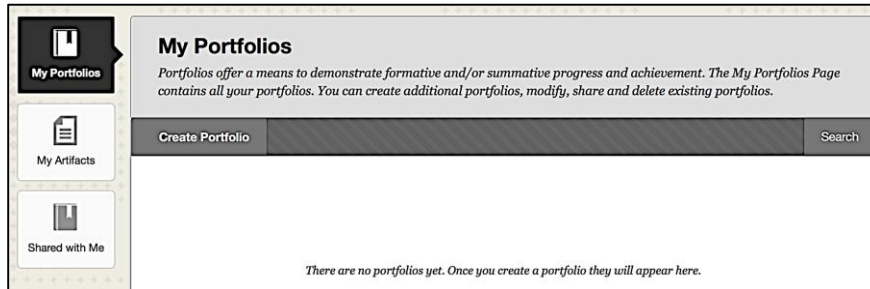 My Portfolios
My Artifacts
Shared with Me
My Portfolios
Portfolios offer a means to demonstrate formative and/or summative progress and achievement. The My Portfolios Page
contains all your portfolios. You can create additional portfolios, modify, share and delete existing portfolios.
Create Portfolio
Search
There are no portfolios yet. Once you create a portfolio they will appear here.